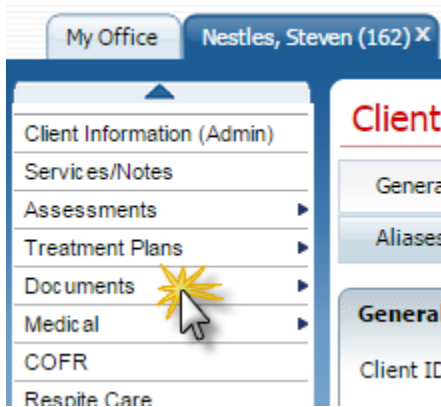 My Office
Nestles, Steven (162) X
Client Information (Admin)
Client
Services/Notes
Assessments
Treatment Plans
Aliases
Documents
Medical
General
COFR
Client ID
Respite Care